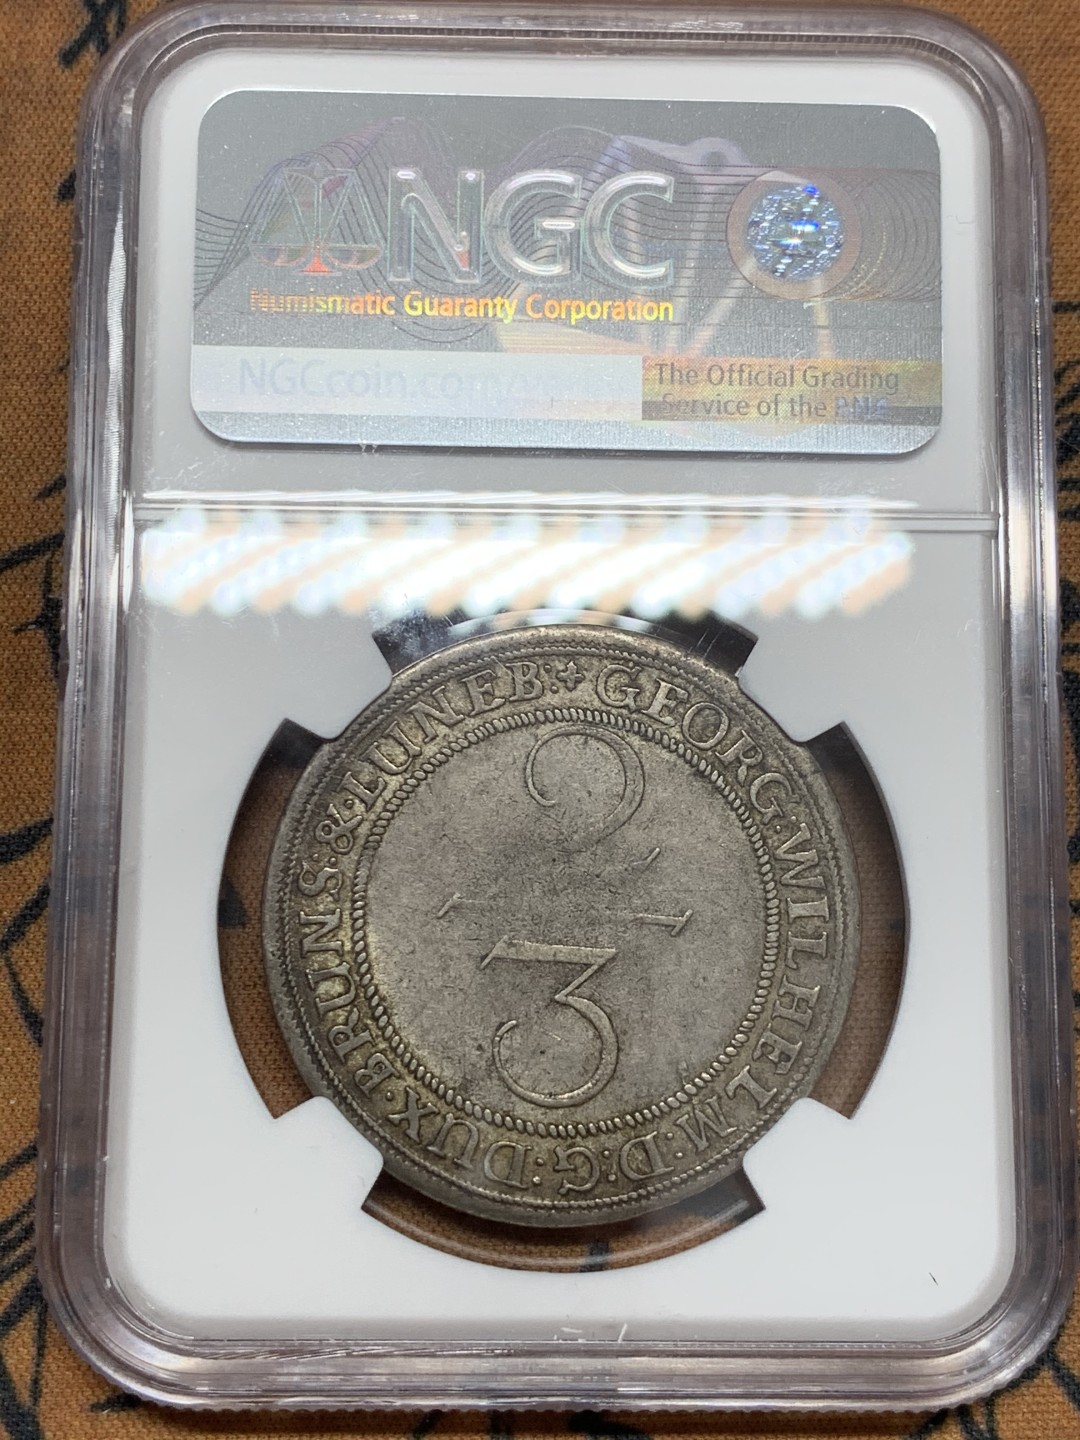 NGC
Numismatic Guaranty Corporation
NGCcoin.com
The Official Grading
Service of the PNG
+ GEORG: WILHELM: D: G: DUX · BRUNS: & · LUNEB:
2
3